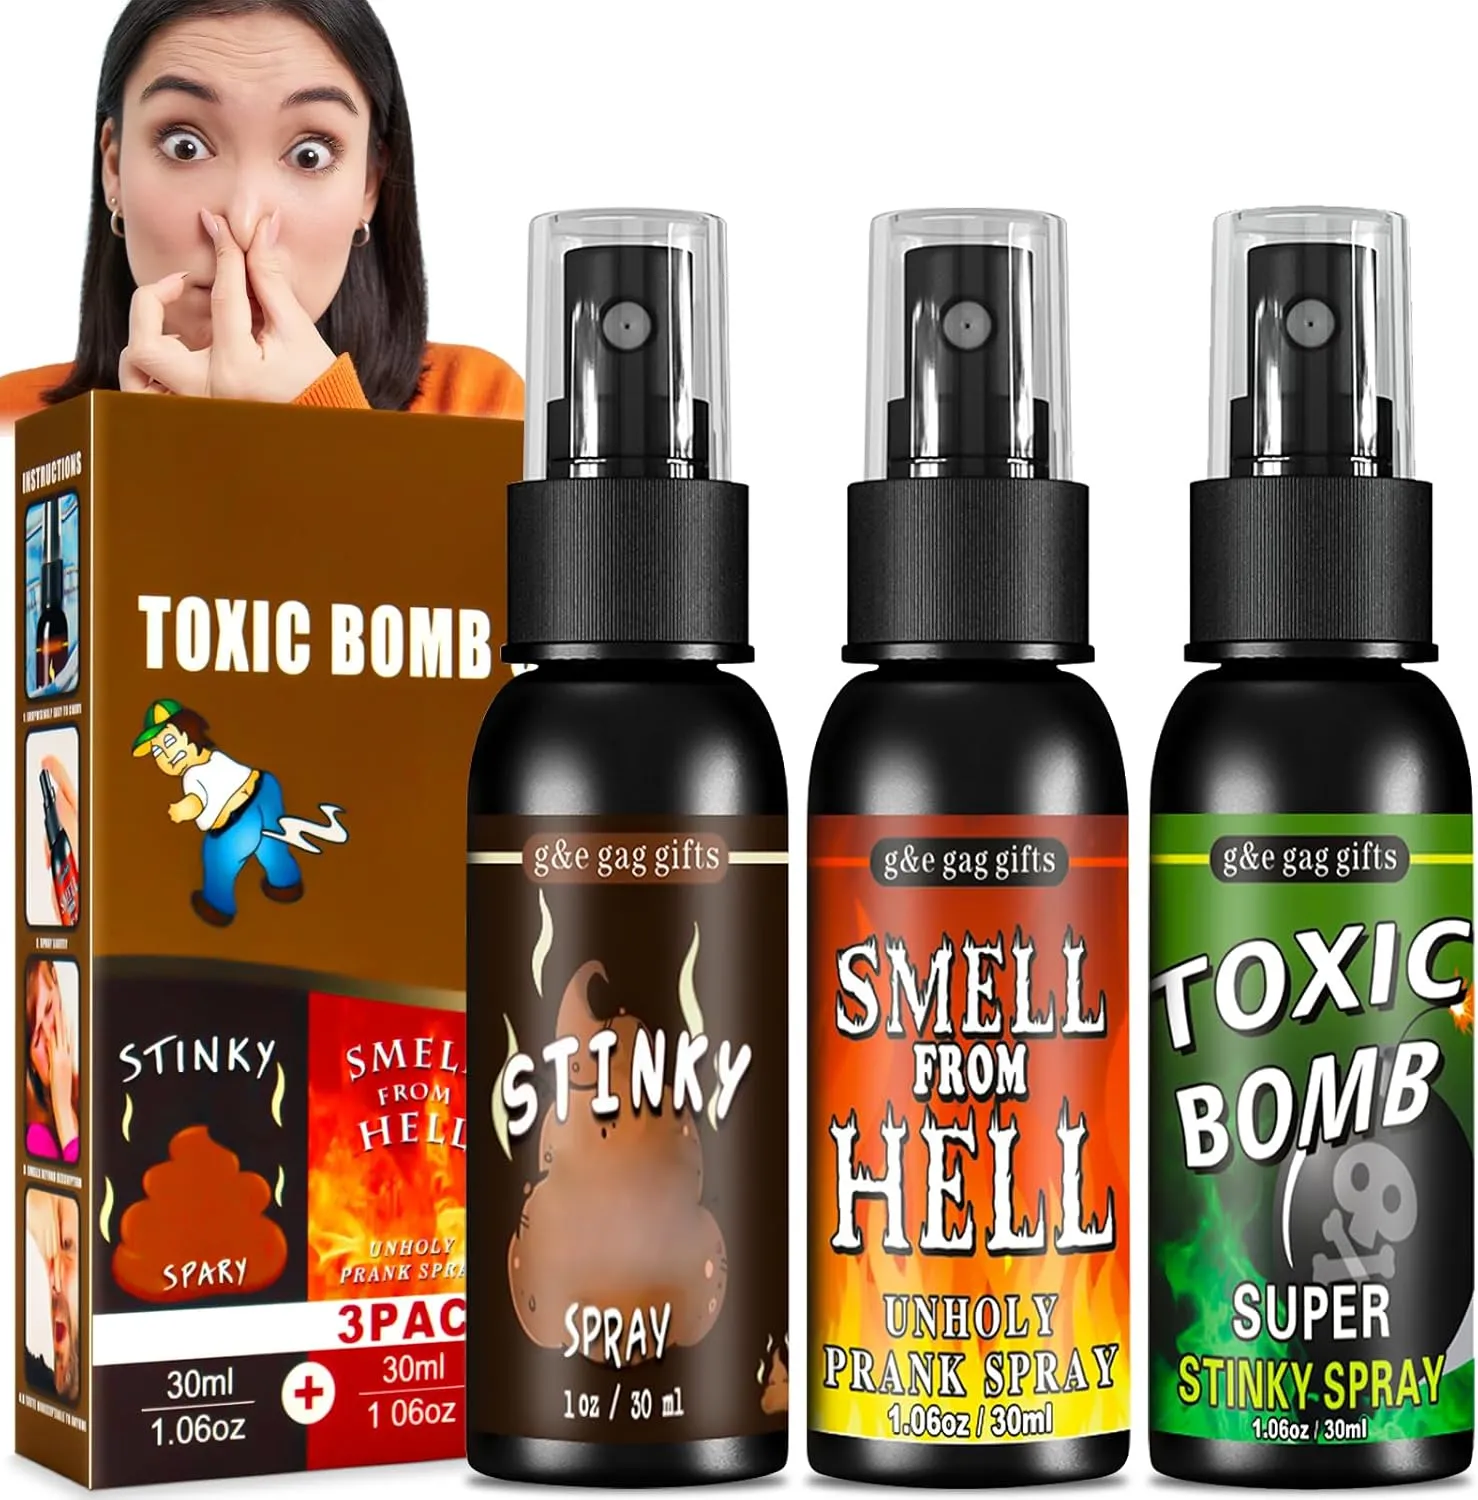 INSTRUCTIONS
TOXIC BOMB
STINKY
SPARY
SMELL
FROM
HELL
UNHOLY
PRANK SPRA
3PAC
30ml
1.06oz
+
30ml
1 06oz
g&e gag gifts
STINKY
SPRAY
1 oz / 30 ml
g&e gag gifts
SMELL
FROM
HELL
UNHOLY
PRANK SPRAY
1.06oz / 30ml
g&e gag gifts
TOXIC
BOMB
SUPER
STINKY SPRAY
1.06oz / 30ml